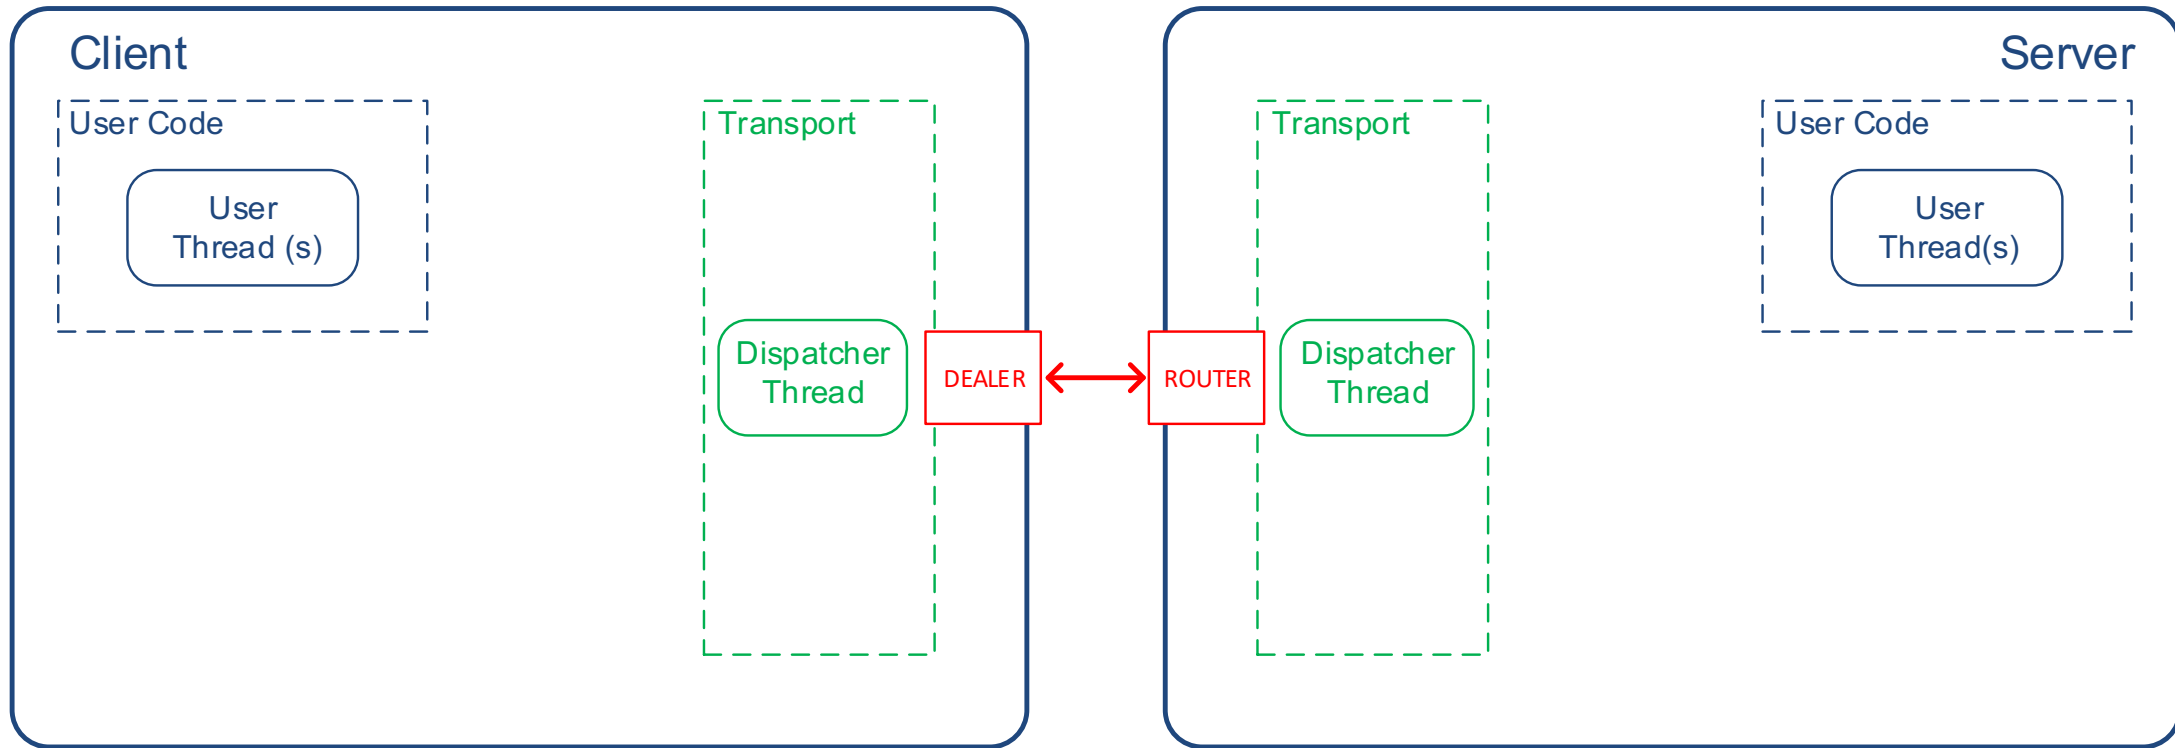 Client
User Code
User
Thread (s)
Transport
Dispatcher
Thread
DEALER
ROUTER
Server
Transport
Dispatcher
Thread
User Code
User
Thread(s)